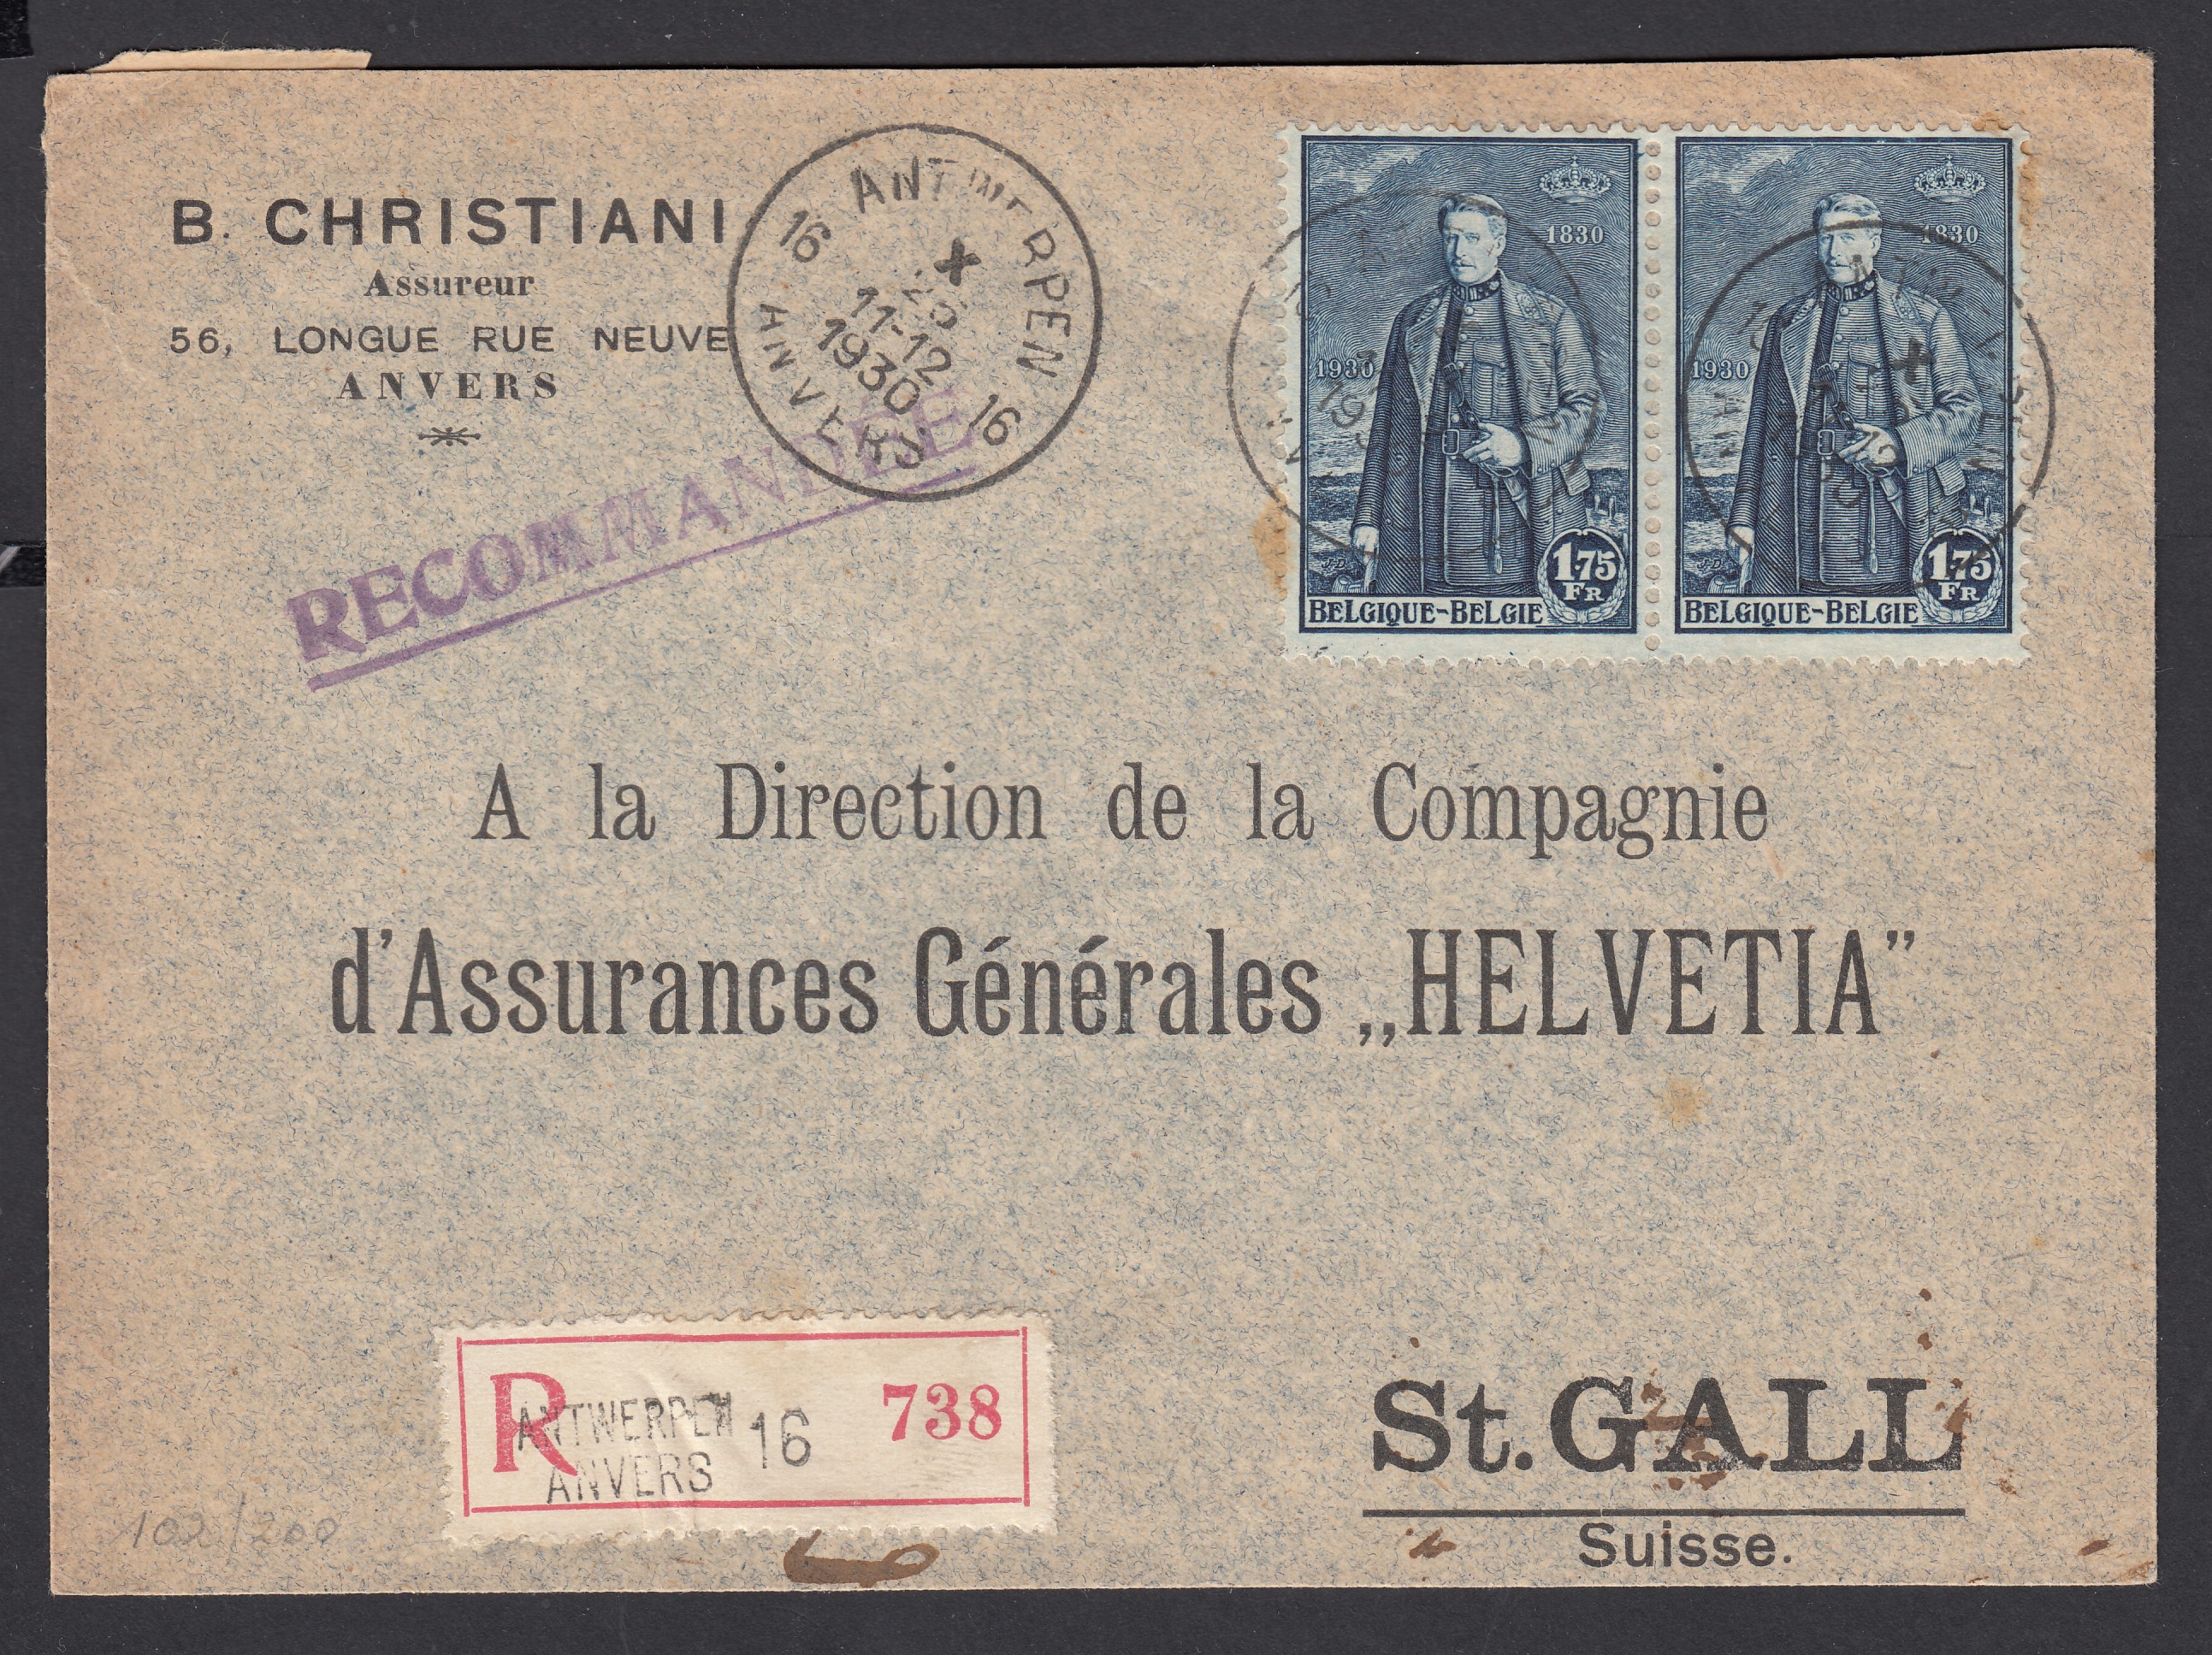 B. CHRISTIANI
Assureur
56, LONGUE RUE NEUVE
ANVERS
16 ANTWERPEN 16
X
11-12
1930
ANVERS
RECOMMANDÉE
1830
1930
1.75
FR
BELGIQUE-BELGIE
1830
1930
1.75
FR
BELGIQUE-BELGIE
A la Direction de la Compagnie
d'Assurances Générales „HELVETIA”
R
ANTWERPEN
ANVERS
16
738
St. GALL
Suisse.
102/200